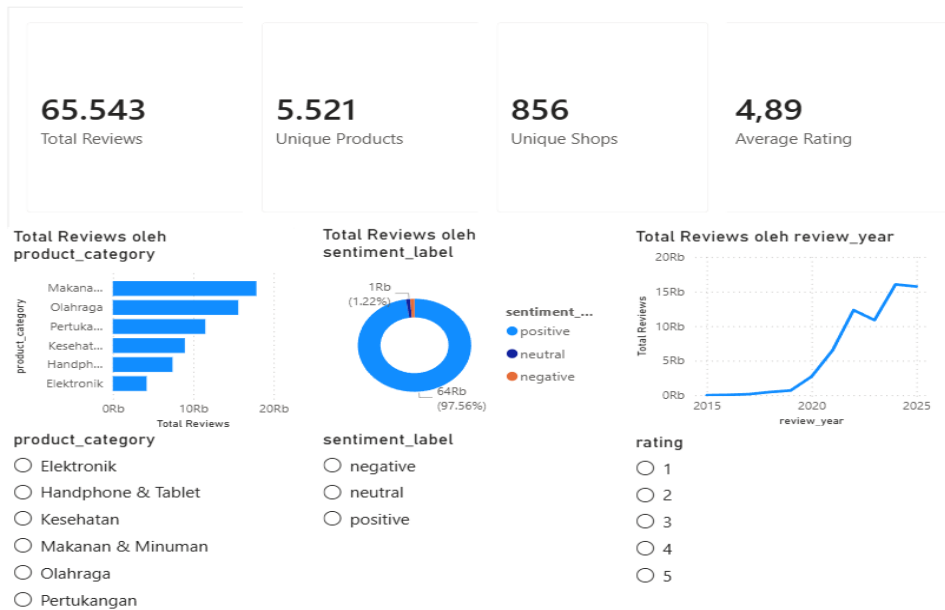 65.543
Total Reviews
5.521
Unique Products
856
Unique Shops
4,89
Average Rating
Total Reviews oleh
product_category
product_category
Makana...
Olahraga
Pertuka...
Kesehat...
Handph...
Elektronik
0Rb
10Rb
20Rb
Total Reviews
Total Reviews oleh
sentiment_label
1Rb
(1.22%)
64Rb
(97.56%)
sentiment_...
positive
neutral
negative
Total Reviews oleh review_year
Total Reviews
20Rb
15Rb
10Rb
5Rb
0Rb
2015
2020
2025
review_year
product_category
Elektronik
Handphone & Tablet
Kesehatan
Makanan & Minuman
Olahraga
Pertukangan
sentiment_label
negative
neutral
positive
rating
1
2
3
4
5